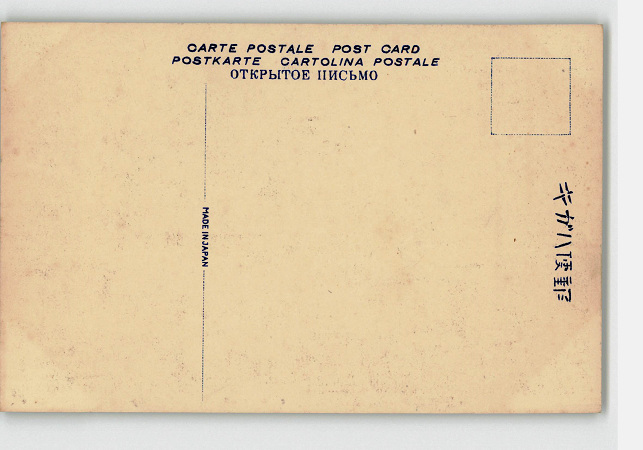 CARTE POSTALE POST CARD
POSTKARTE CARTOLINA POSTALE
ОТКРЫТОЕ ПИСЬМО
MADE IN JAPAN
キガハ便郵